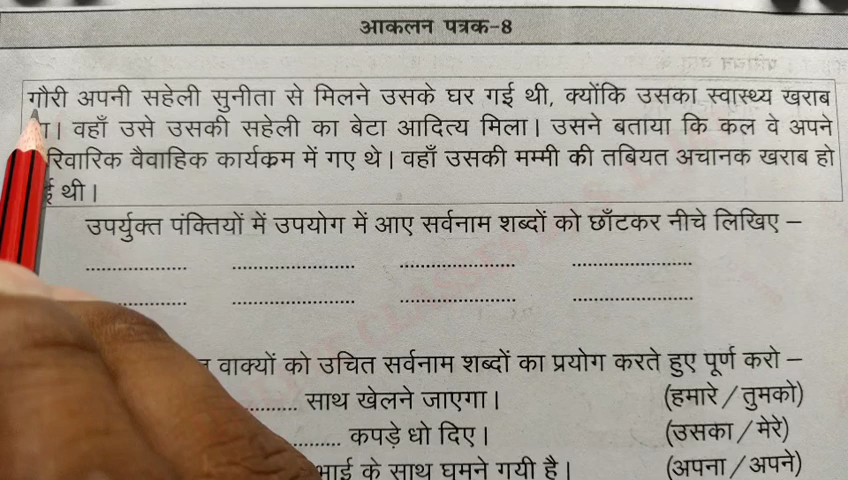 आकलन पत्रक-8
गौरी अपनी सहेली सुनीता से मिलने उसके घर गई थी, क्योंकि उसका स्वास्थ्य खराब
। वहाँ उसे उसकी सहेली का बेटा आदित्य मिला। उसने बताया कि कल वे अपने
वैवाहिक कार्यक्रम में गए थे। वहाँ उसकी मम्मी की तबियत अचानक खराब हो
थी।
उपर्युक्त पंक्तियों में उपयोग में आए सर्वनाम शब्दों को छाँटकर नीचे लिखिए –
.................... ........................ ....................... ........................
.................... ........................ ....................... ........................
वाक्यों को उचित सर्वनाम शब्दों का प्रयोग करते हुए पूर्ण करो –
.......... साथ खेलने जाएगा। (हमारे / तुमको)
.......... कपड़े धो दिए। (उसका / मेरे)
भाई के साथ घूमने गयी है। (अपना / अपने)